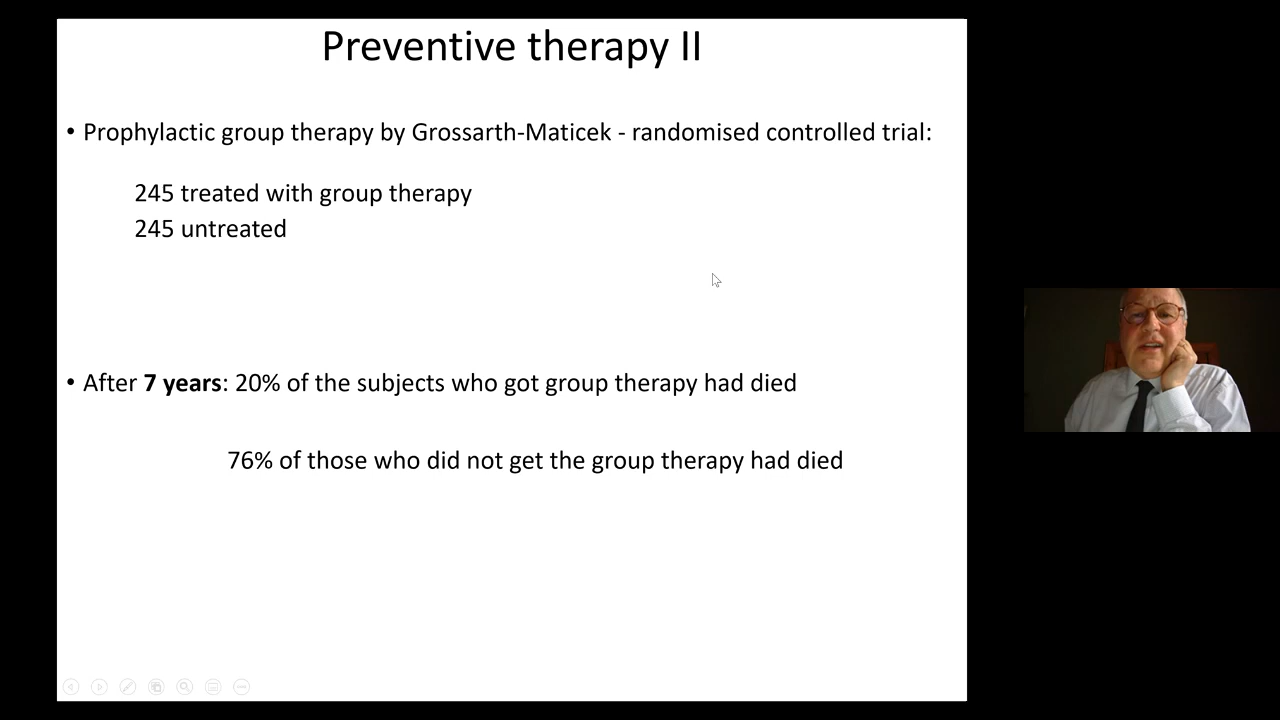 Preventive therapy II
• Prophylactic group therapy by Grossarth-Maticek - randomised controlled trial:
245 treated with group therapy
245 untreated
• After 7 years: 20% of the subjects who got group therapy had died
76% of those who did not get the group therapy had died